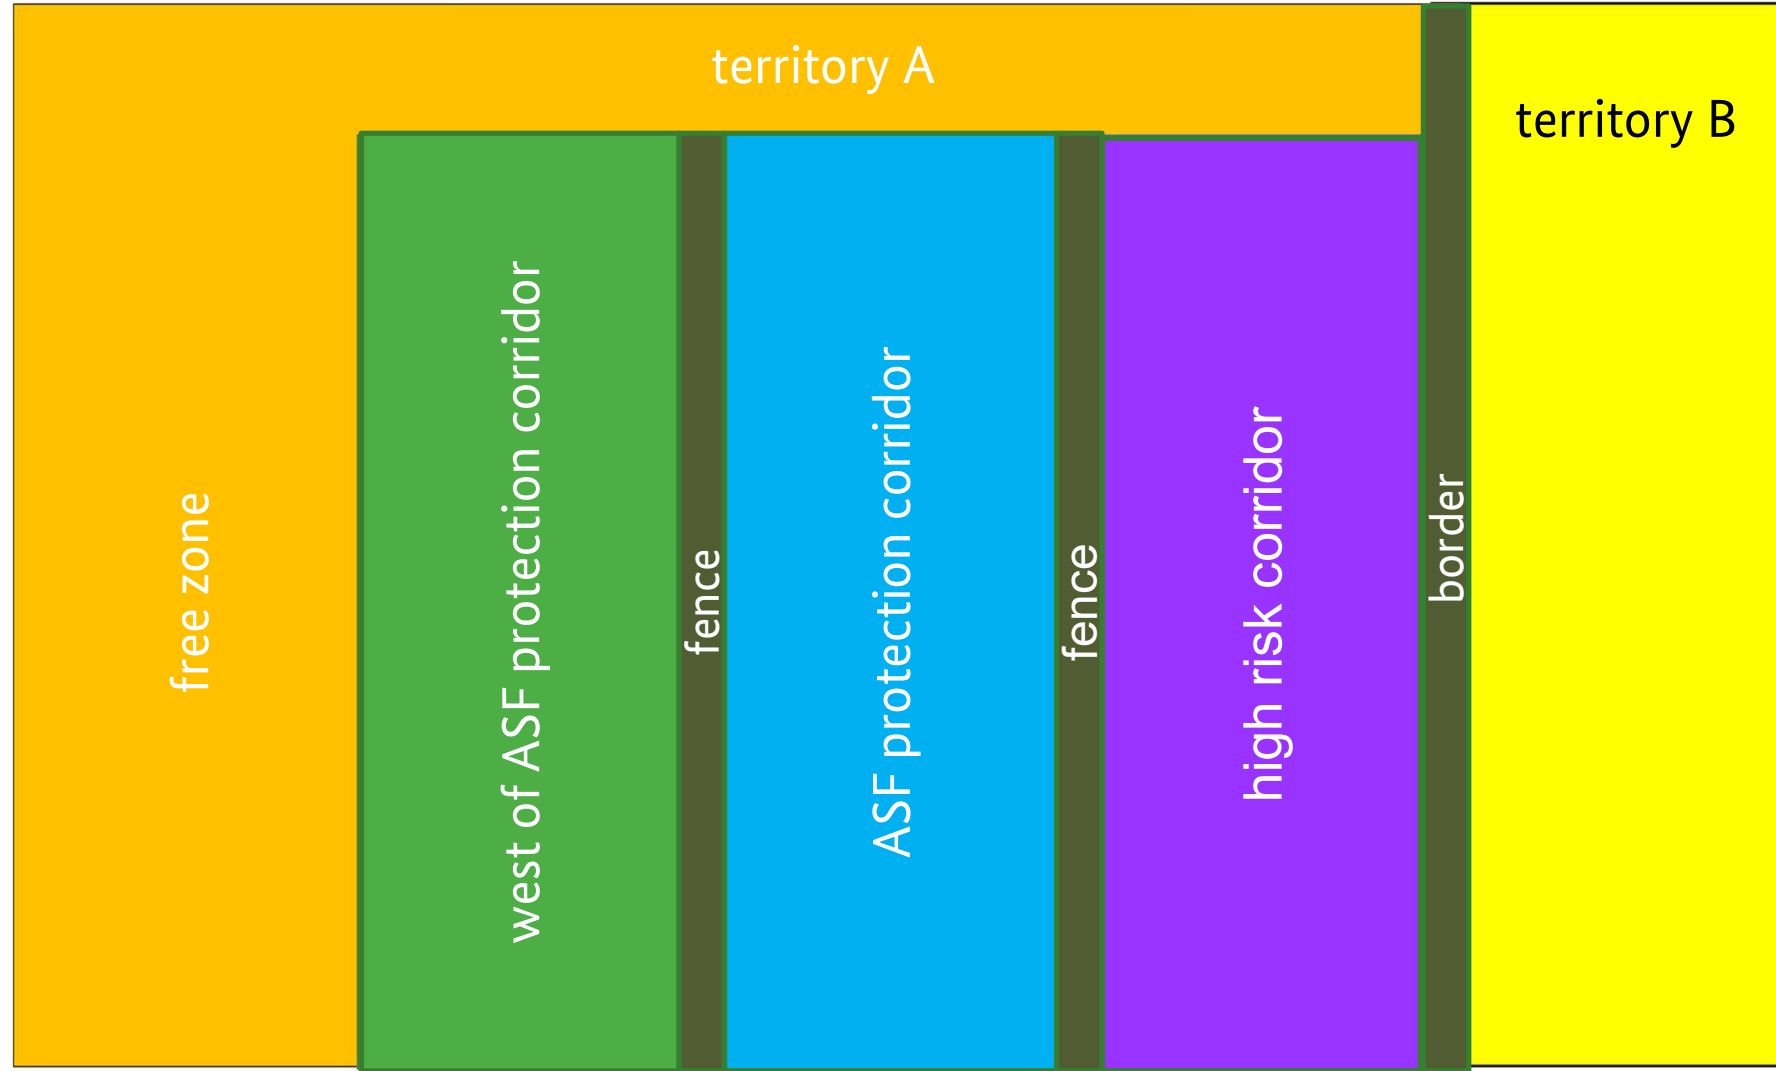 territory A
territory B
free zone
west of ASF protection corridor
fence
ASF protection corridor
fence
high risk corridor
border